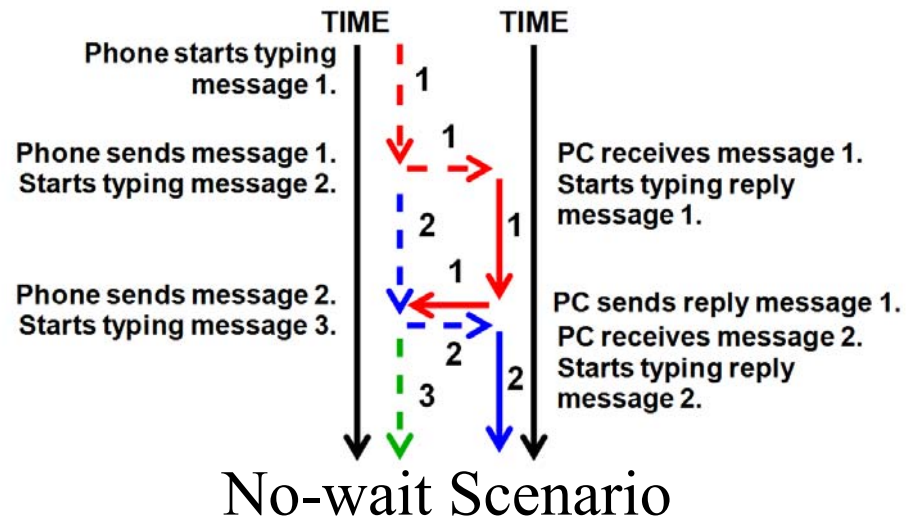 TIME
TIME
Phone starts typing
message 1.
1
1
Phone sends message 1.
Starts typing message 2.
PC receives message 1.
Starts typing reply
message 1.
2
1
1
Phone sends message 2.
Starts typing message 3.
PC sends reply message 1.
PC receives message 2.
Starts typing reply
message 2.
2
3
2
No-wait Scenario